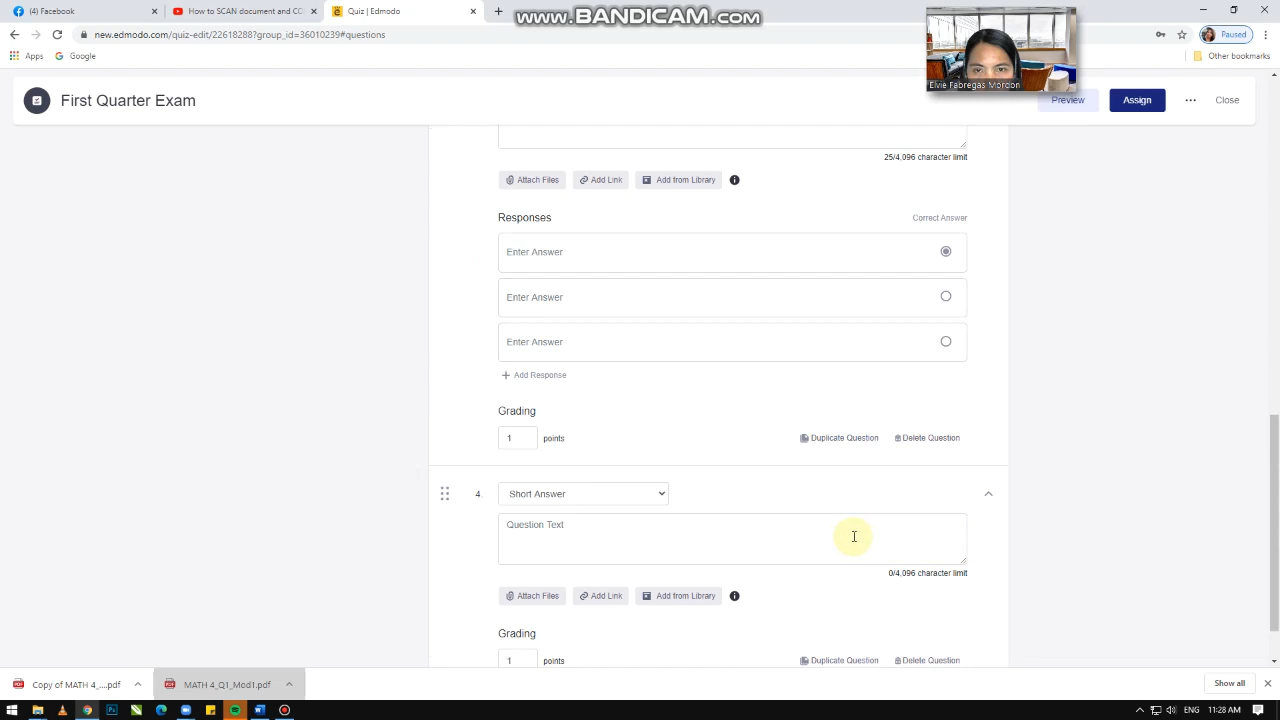 (4) Facebook
How to SCAN document and CC
Quiz | Edmodo
WWW.BANDICAM.COM
new.edmodo.com/quiz-edit/22618288?group_id=36010239#questions
Paused
Apps
Google
Other bookmarks
Elvie Fabregas Mordon
First Quarter Exam
Preview
Assign
Close
25/4,096 character limit
Attach Files
Add Link
Add from Library
Responses
Correct Answer
Enter Answer
Enter Answer
Enter Answer
Add Response
Grading
1 points
Duplicate Question
Delete Question
4. Short Answer
Question Text
0/4,096 character limit
Attach Files
Add Link
Add from Library
Grading
1 points
Duplicate Question
Delete Question
Copy of MATH 4_....pdf
MATH 4_Q1_Mod1.pdf
Show all
ENG
11:28 AM